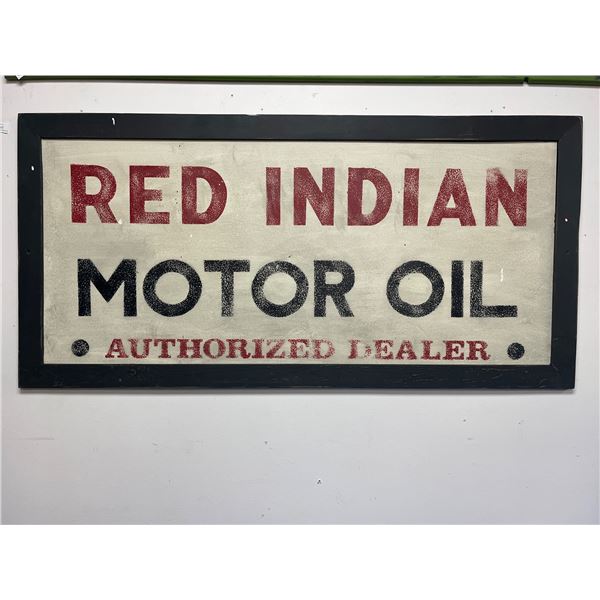 RED INDIAN
MOTOR OIL
• AUTHORIZED DEALER •